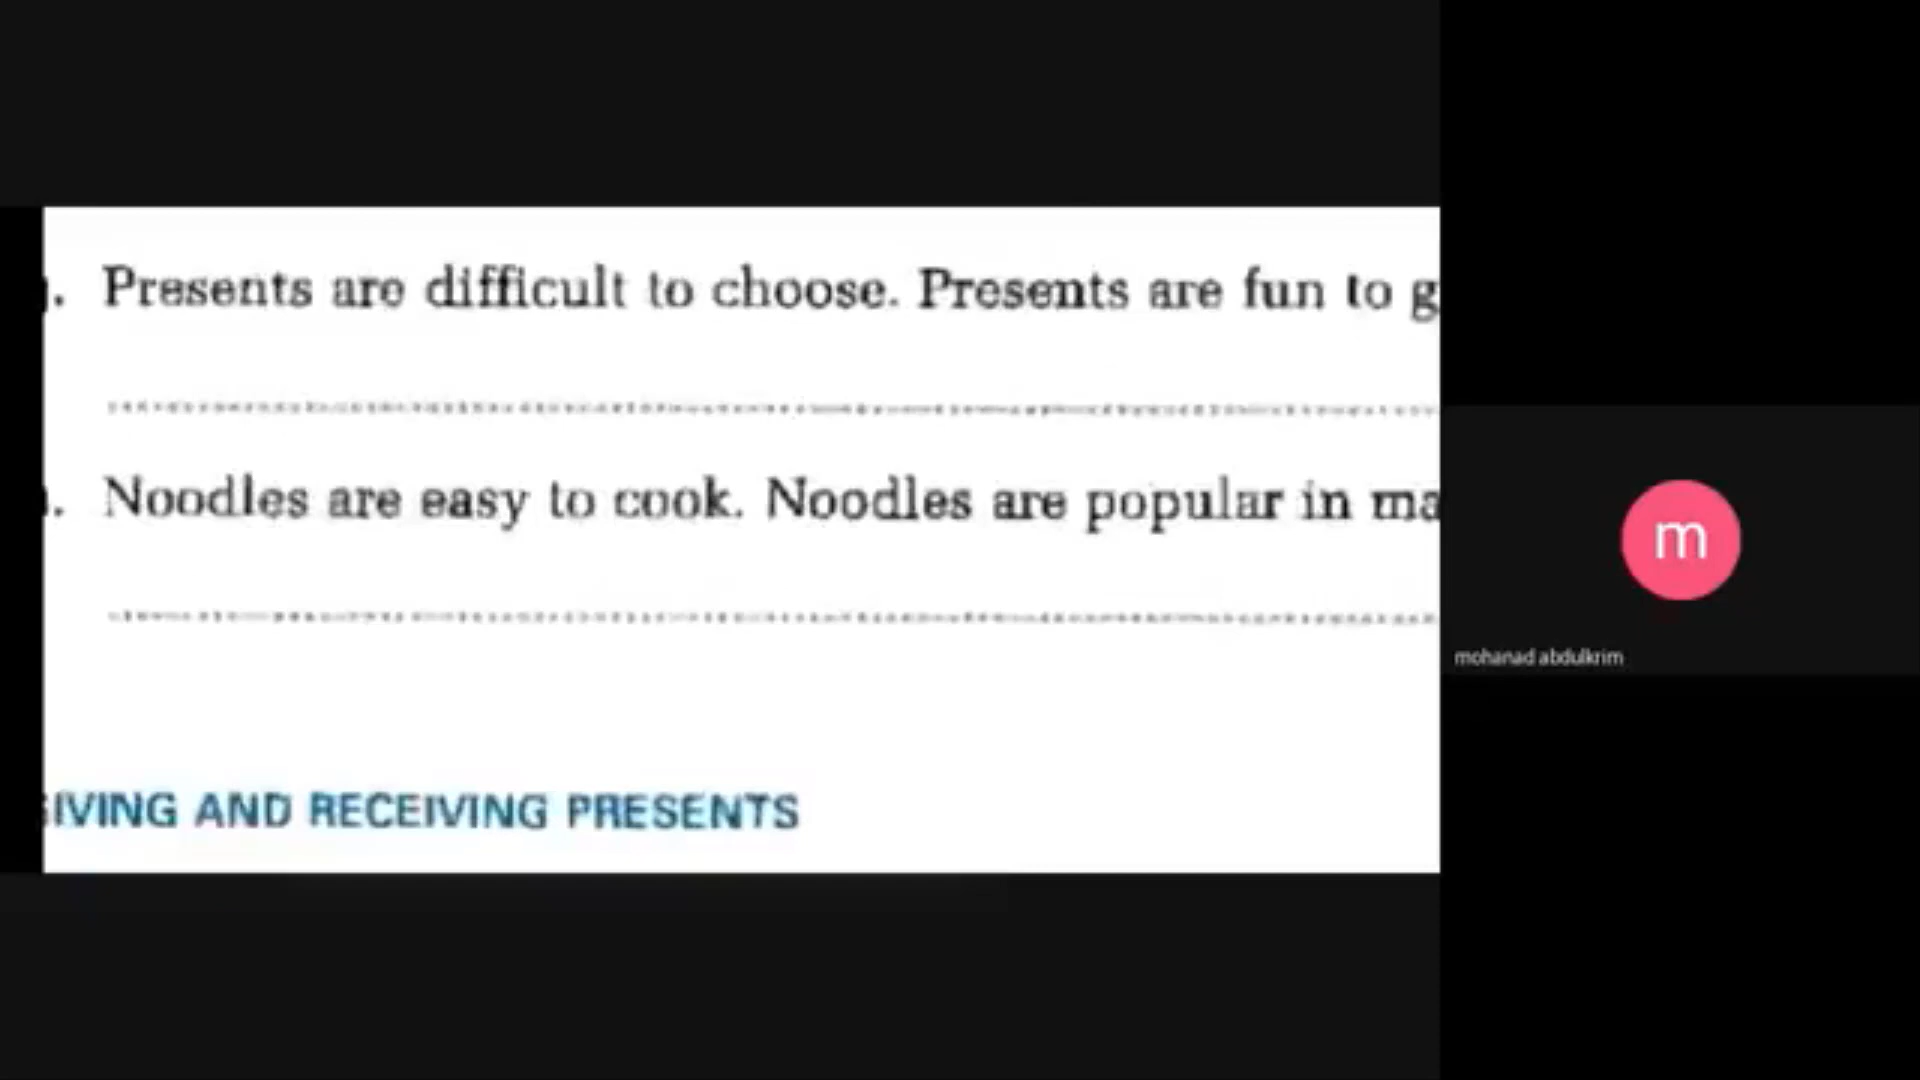 . Presents are difficult to choose. Presents are fun to g
. Noodles are easy to cook. Noodles are popular in ma
IVING AND RECEIVING PRESENTS
m
mohanad abdulkrim